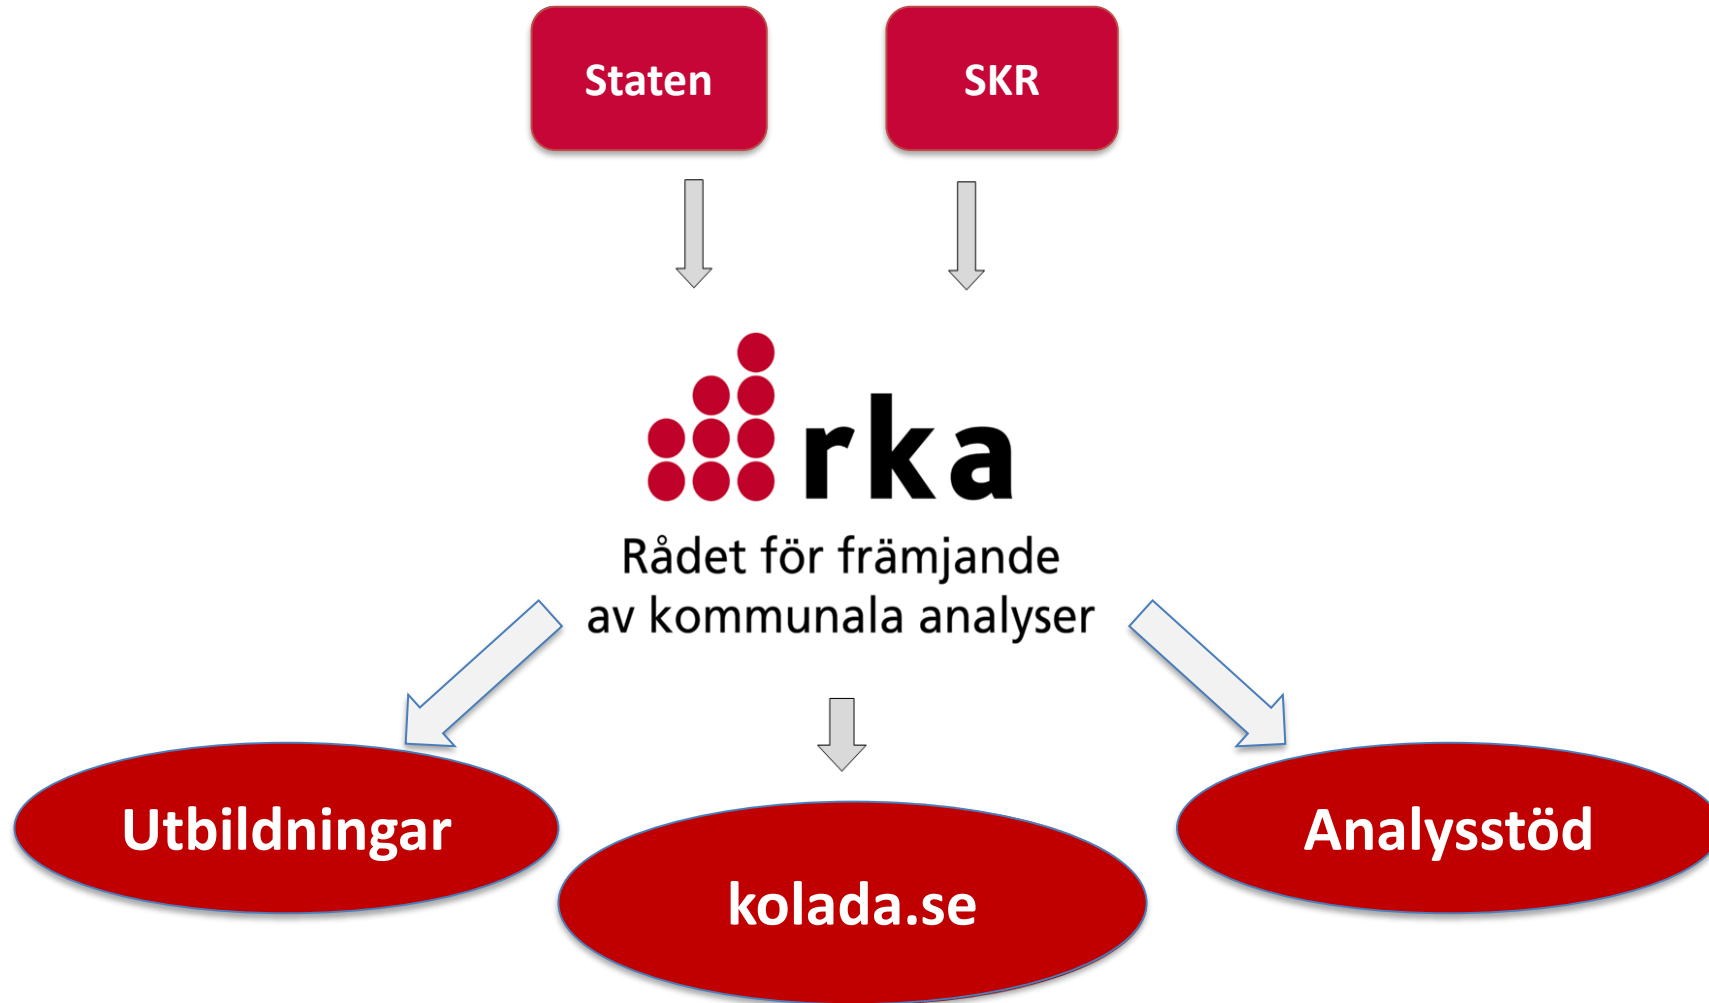 Staten
SKR
rka
Rådet för främjande
av kommunala analyser
Utbildningar
kolada.se
Analysstöd